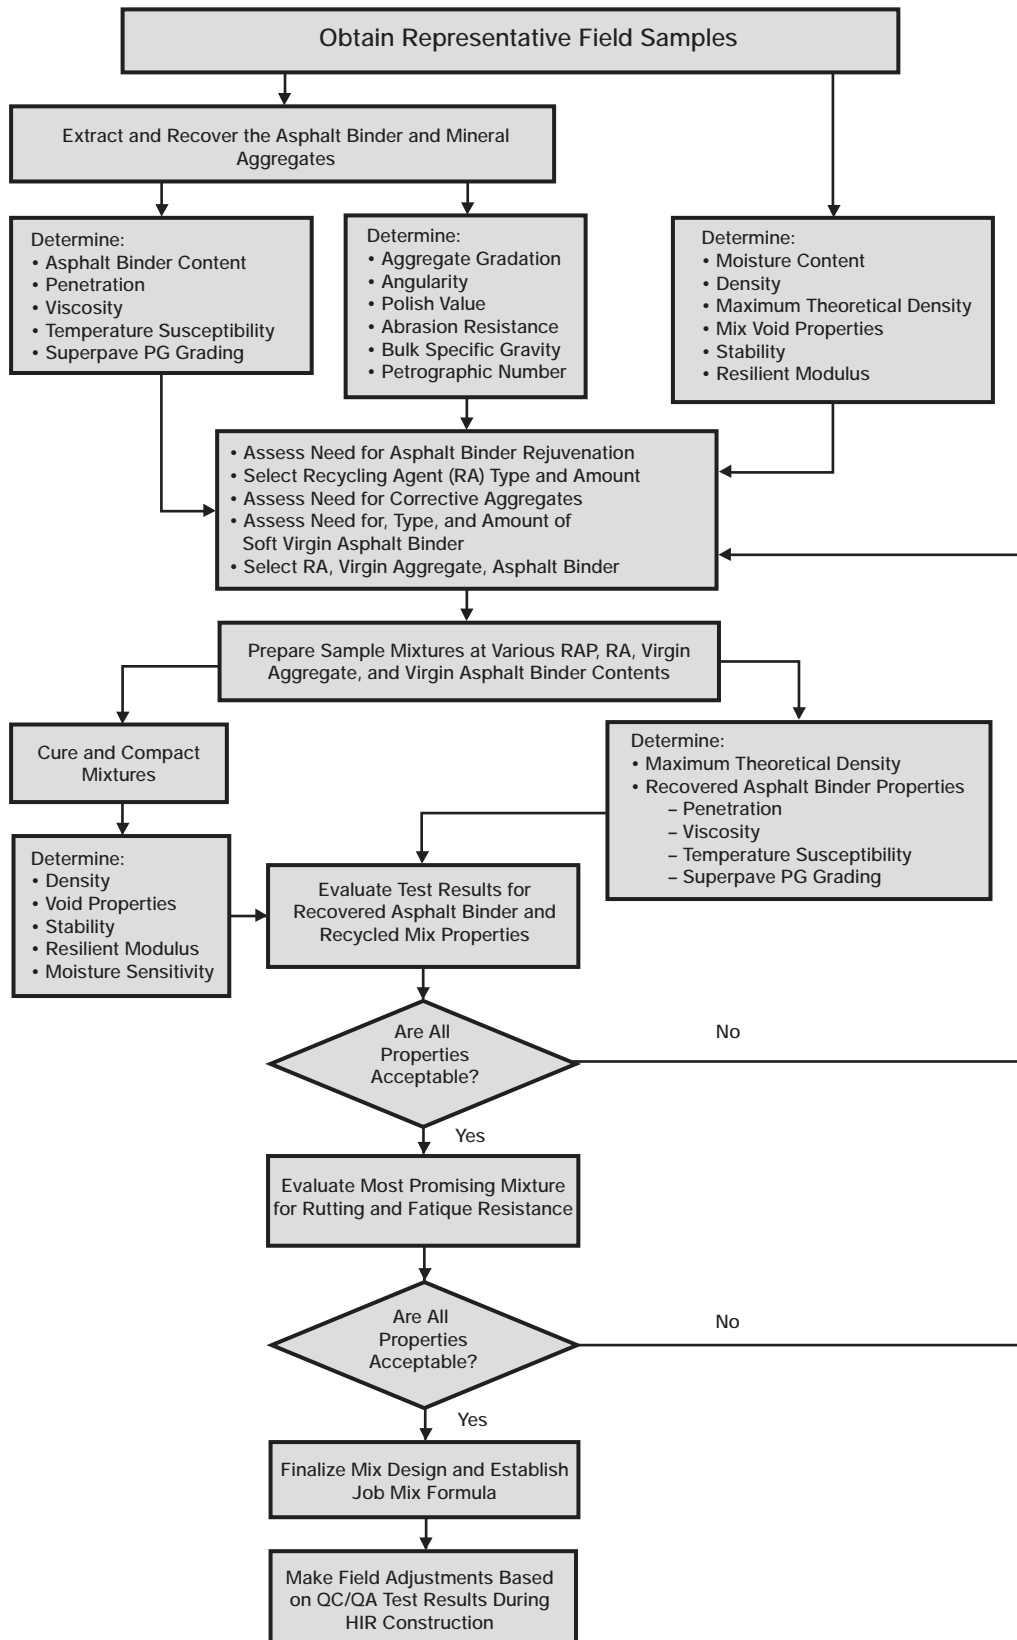 Obtain Representative Field Samples
Extract and Recover the Asphalt Binder and Mineral
Aggregates
Determine:
• Asphalt Binder Content
• Penetration
• Viscosity
• Temperature Susceptibility
• Superpave PG Grading
Determine:
• Aggregate Gradation
• Angularity
• Polish Value
• Abrasion Resistance
• Bulk Specific Gravity
• Petrographic Number
Determine:
• Moisture Content
• Density
• Maximum Theoretical Density
• Mix Void Properties
• Stability
• Resilient Modulus
• Assess Need for Asphalt Binder Rejuvenation
• Select Recycling Agent (RA) Type and Amount
• Assess Need for Corrective Aggregates
• Assess Need for, Type, and Amount of
Soft Virgin Asphalt Binder
• Select RA, Virgin Aggregate, Asphalt Binder
Prepare Sample Mixtures at Various RAP, RA, Virgin
Aggregate, and Virgin Asphalt Binder Contents
Cure and Compact
Mixtures
Determine:
• Maximum Theoretical Density
• Recovered Asphalt Binder Properties
– Penetration
– Viscosity
– Temperature Susceptibility
– Superpave PG Grading
Determine:
• Density
• Void Properties
• Stability
• Resilient Modulus
• Moisture Sensitivity
Evaluate Test Results for
Recovered Asphalt Binder and
Recycled Mix Properties
Are All
Properties
Acceptable?
No
Yes
Evaluate Most Promising Mixture
for Rutting and Fatique Resistance
Are All
Properties
Acceptable?
No
Yes
Finalize Mix Design and Establish
Job Mix Formula
Make Field Adjustments Based
on QC/QA Test Results During
HIR Construction